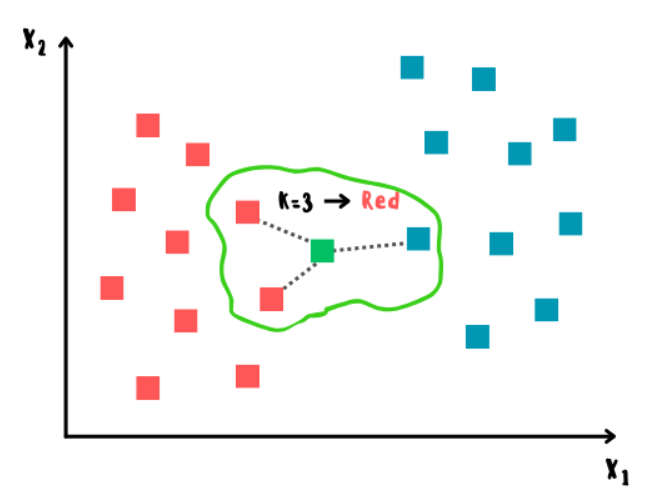 X₂
K=3 → Red
X₁